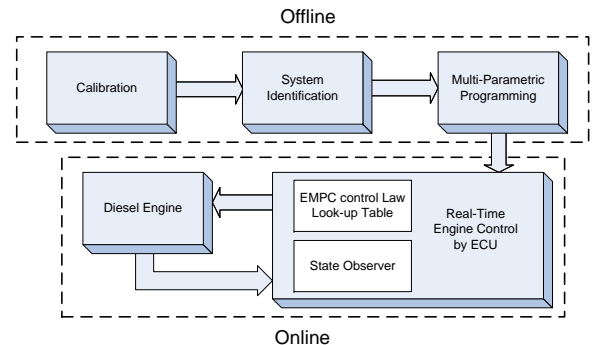 Offline
Calibration
System
Identification
Multi-Parametric
Programming
Diesel Engine
EMPC control Law
Look-up Table
State Observer
Real-Time
Engine Control
by ECU
Online